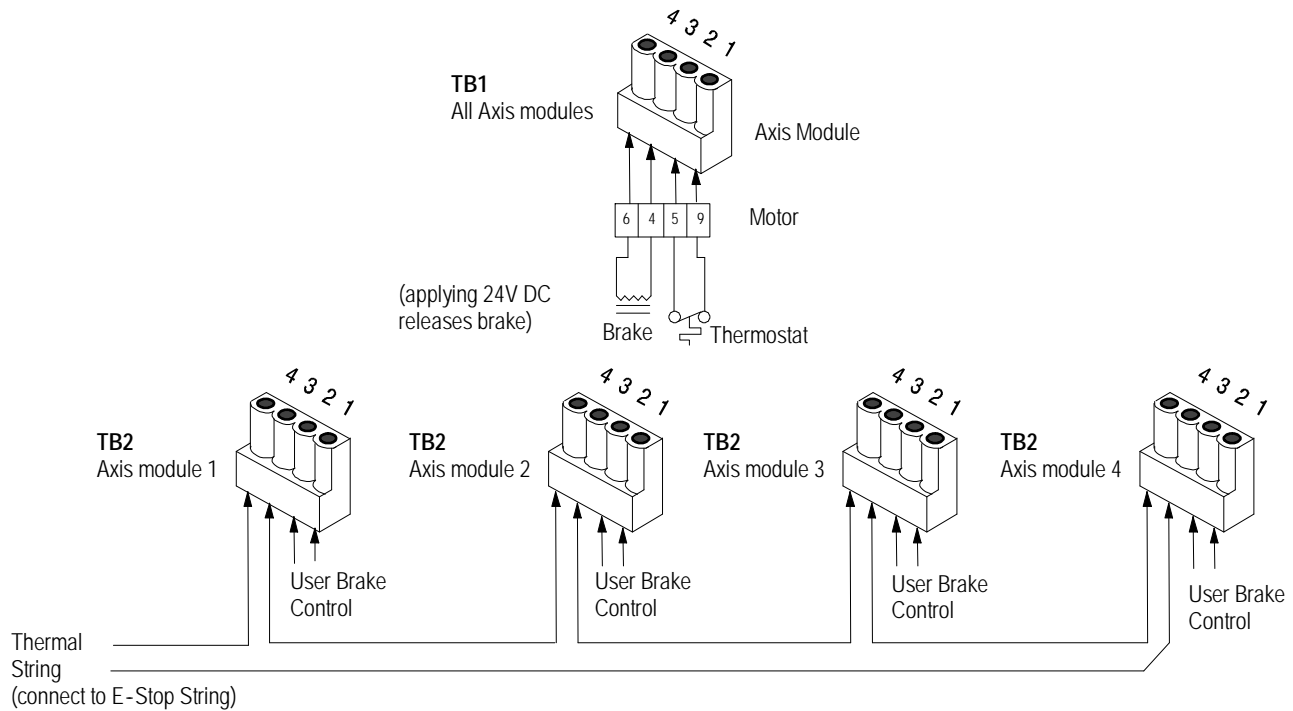 4 3 2 1
TB1
All Axis modules
Axis Module
6 4 5 9
Motor
(applying 24V DC
releases brake)
Brake
Thermostat
4 3 2 1
TB2
Axis module 1
User Brake
Control
4 3 2 1
TB2
Axis module 2
User Brake
Control
4 3 2 1
TB2
Axis module 3
User Brake
Control
4 3 2 1
TB2
Axis module 4
User Brake
Control
Thermal
String
(connect to E-Stop String)